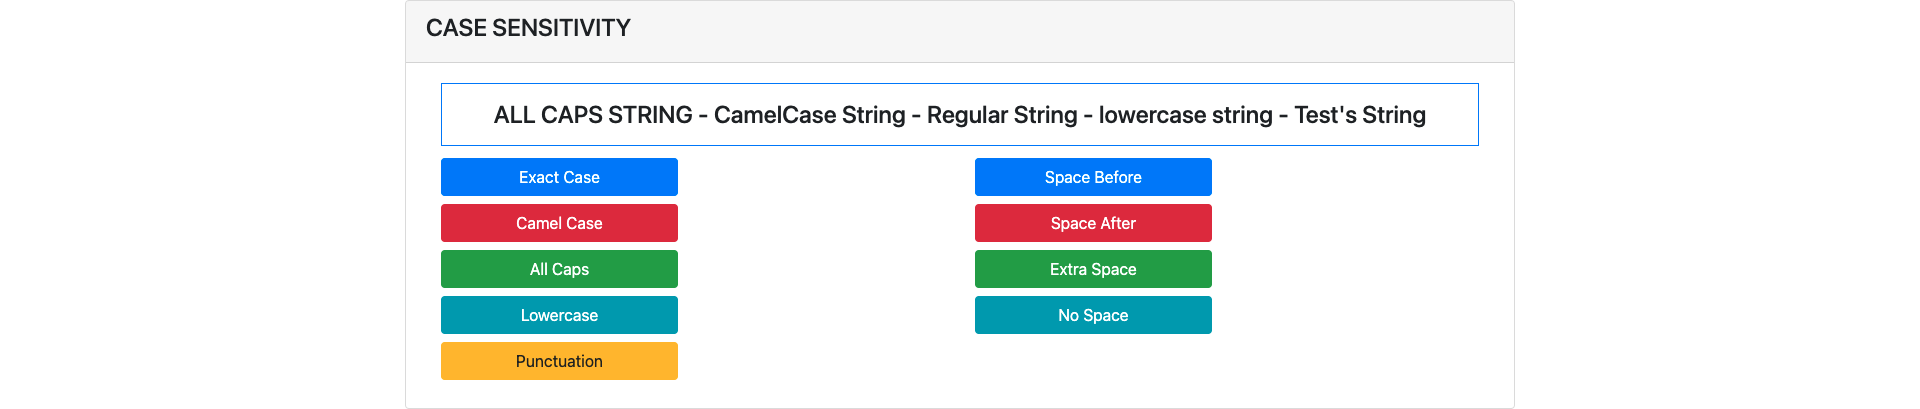 CASE SENSITIVITY
ALL CAPS STRING - CamelCase String - Regular String - lowercase string - Test's String
Exact Case
Camel Case
All Caps
Lowercase
Punctuation
Space Before
Space After
Extra Space
No Space